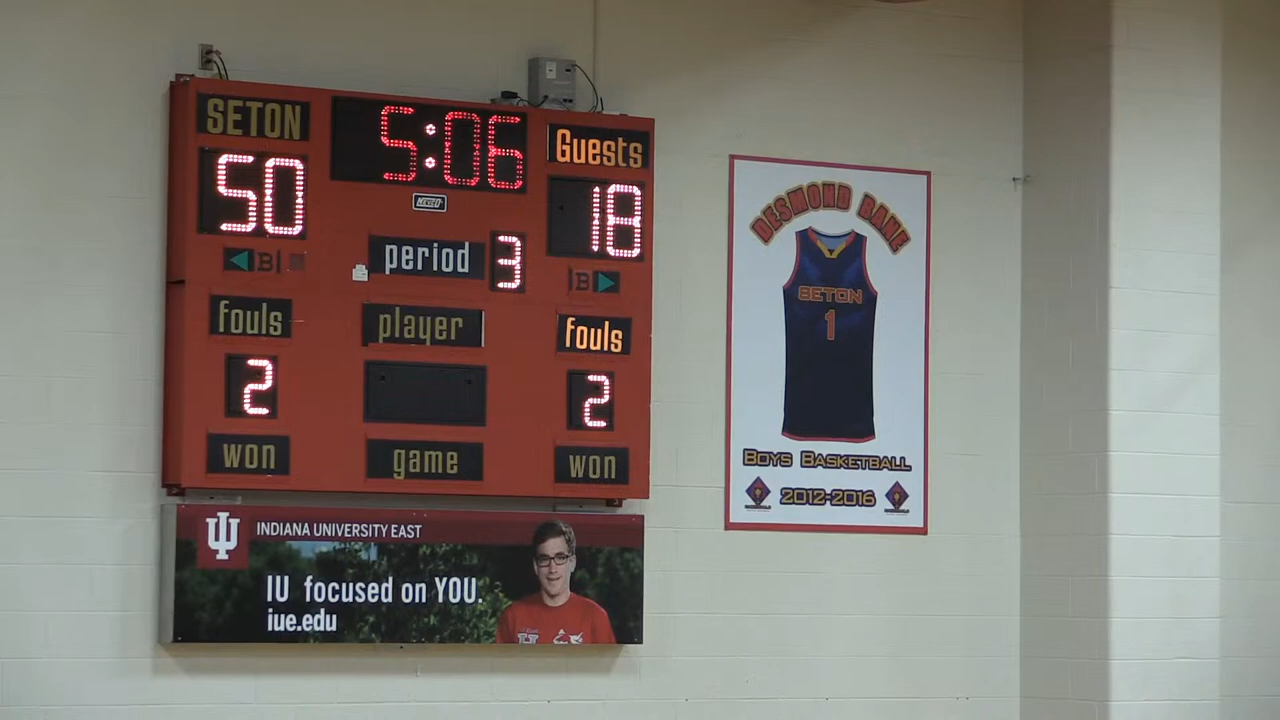 SETON
5:06
Guests
50
18
NEVCO
period 3
B
B
fouls
player
fouls
2
2
won
game
won
INDIANA UNIVERSITY EAST
IU focused on YOU.
iue.edu
DESMOND BANE
SETON
1
BOYS BASKETBALL
2012-2016